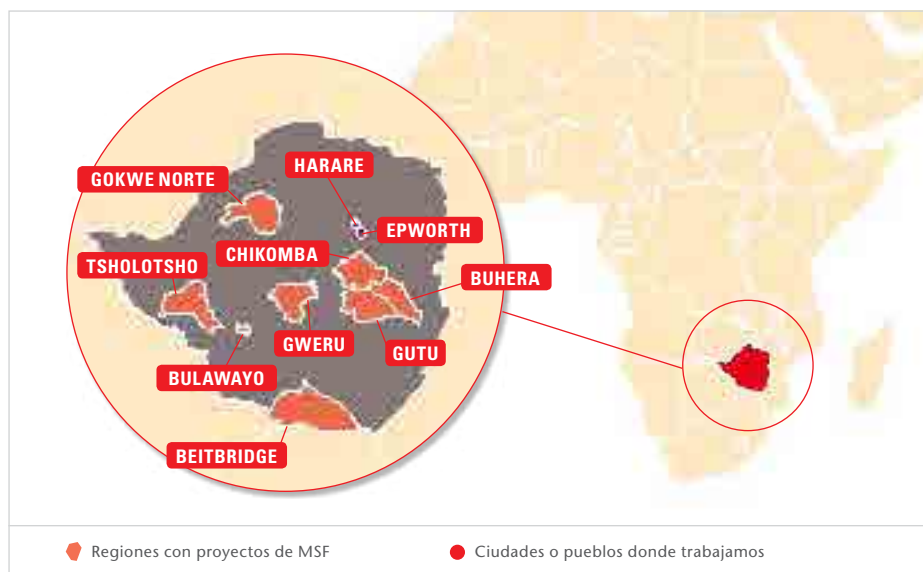 HARARE
GOKWE NORTE
EPWORTH
CHIKOMBA
TSHOLOTSHO
BUHERA
GWERU
GUTU
BULAWAYO
BEITBRIDGE
Regiones con proyectos de MSF
Ciudades o pueblos donde trabajamos